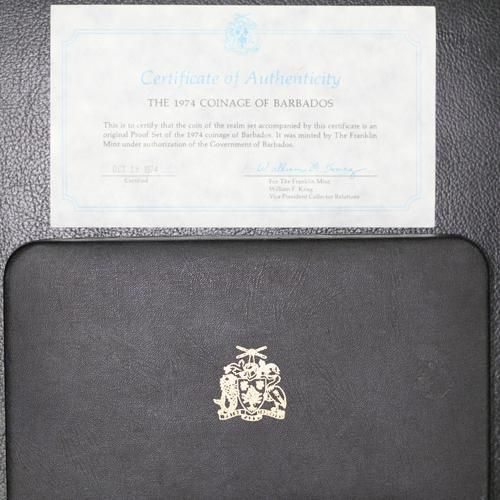 Certificate of Authenticity
THE 1974 COINAGE OF BARBADOS
This is to certify that the coin of the realm set accompanied by this certificate is an
original Proof Set of the 1974 coinage of Barbados. It was minted by The Franklin
Mint under authorization of the Government of Barbados.
OCT 19 1974
Certified
For The Franklin Mint
William F. Krieg
Vice President Collector Relations